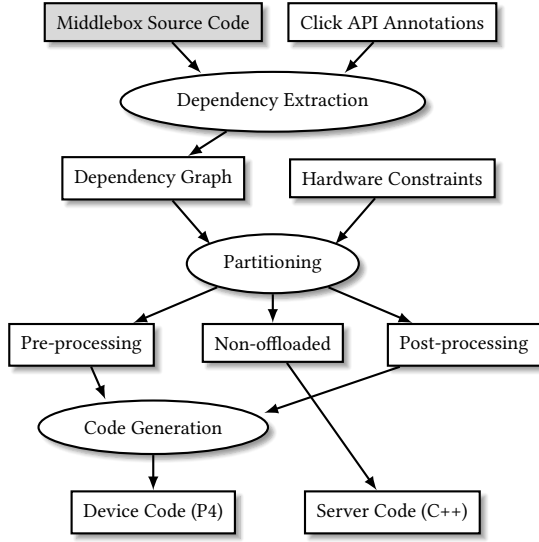 Middlebox Source Code
Click API Annotations
Dependency Extraction
Dependency Graph
Hardware Constraints
Partitioning
Pre-processing
Non-offloaded
Post-processing
Code Generation
Device Code (P4)
Server Code (C++)